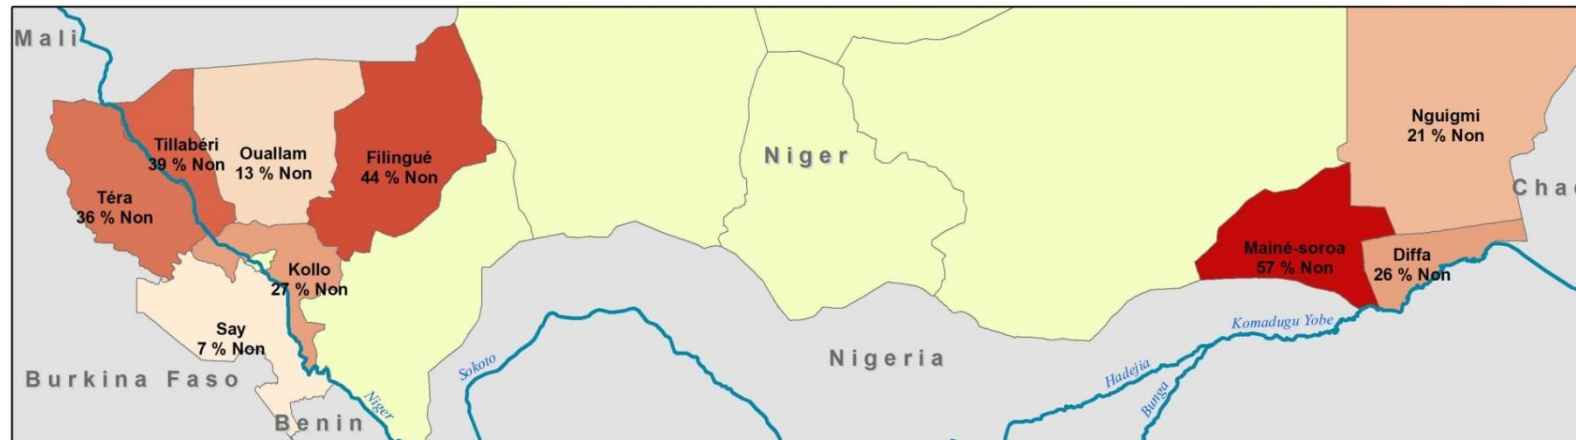 Mali
Tillabéri
39 % Non
Ouallam
13 % Non
Filingué
44 % Non
Téra
36 % Non
Kollo
27 % Non
Say
7 % Non
Burkina Faso
Benin
Niger
Sokoto
Niger
Nigeria
Nguigmi
21 % Non
Chad
Mainé-soroa
57 % Non
Diffa
26 % Non
Komadugu Yobe
Hadejia
Bunga